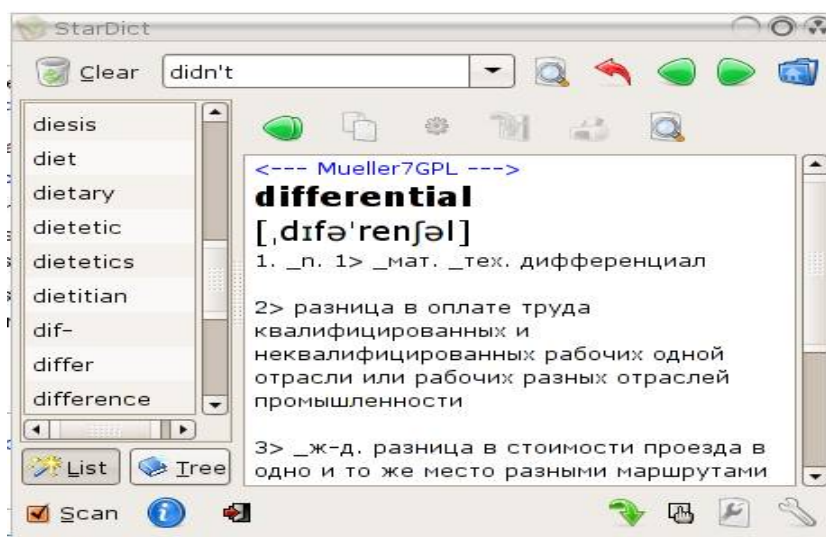 StarDict
Clear didn't
diesis
diet
dietary
dietetic
dietetics
dietitian
dif-
differ
difference
List Tree
<--- Mueller7GPL --->
differential
[ˌdɪfə'renʃəl]
1. _n. 1> _мат. _тех. дифференциал
2> разница в оплате труда
квалифицированных и
неквалифицированных рабочих одной
отрасли или рабочих разных отраслей
промышленности
3> _ж-д. разница в стоимости проезда в
одно и то же место разными маршрутами
Scan